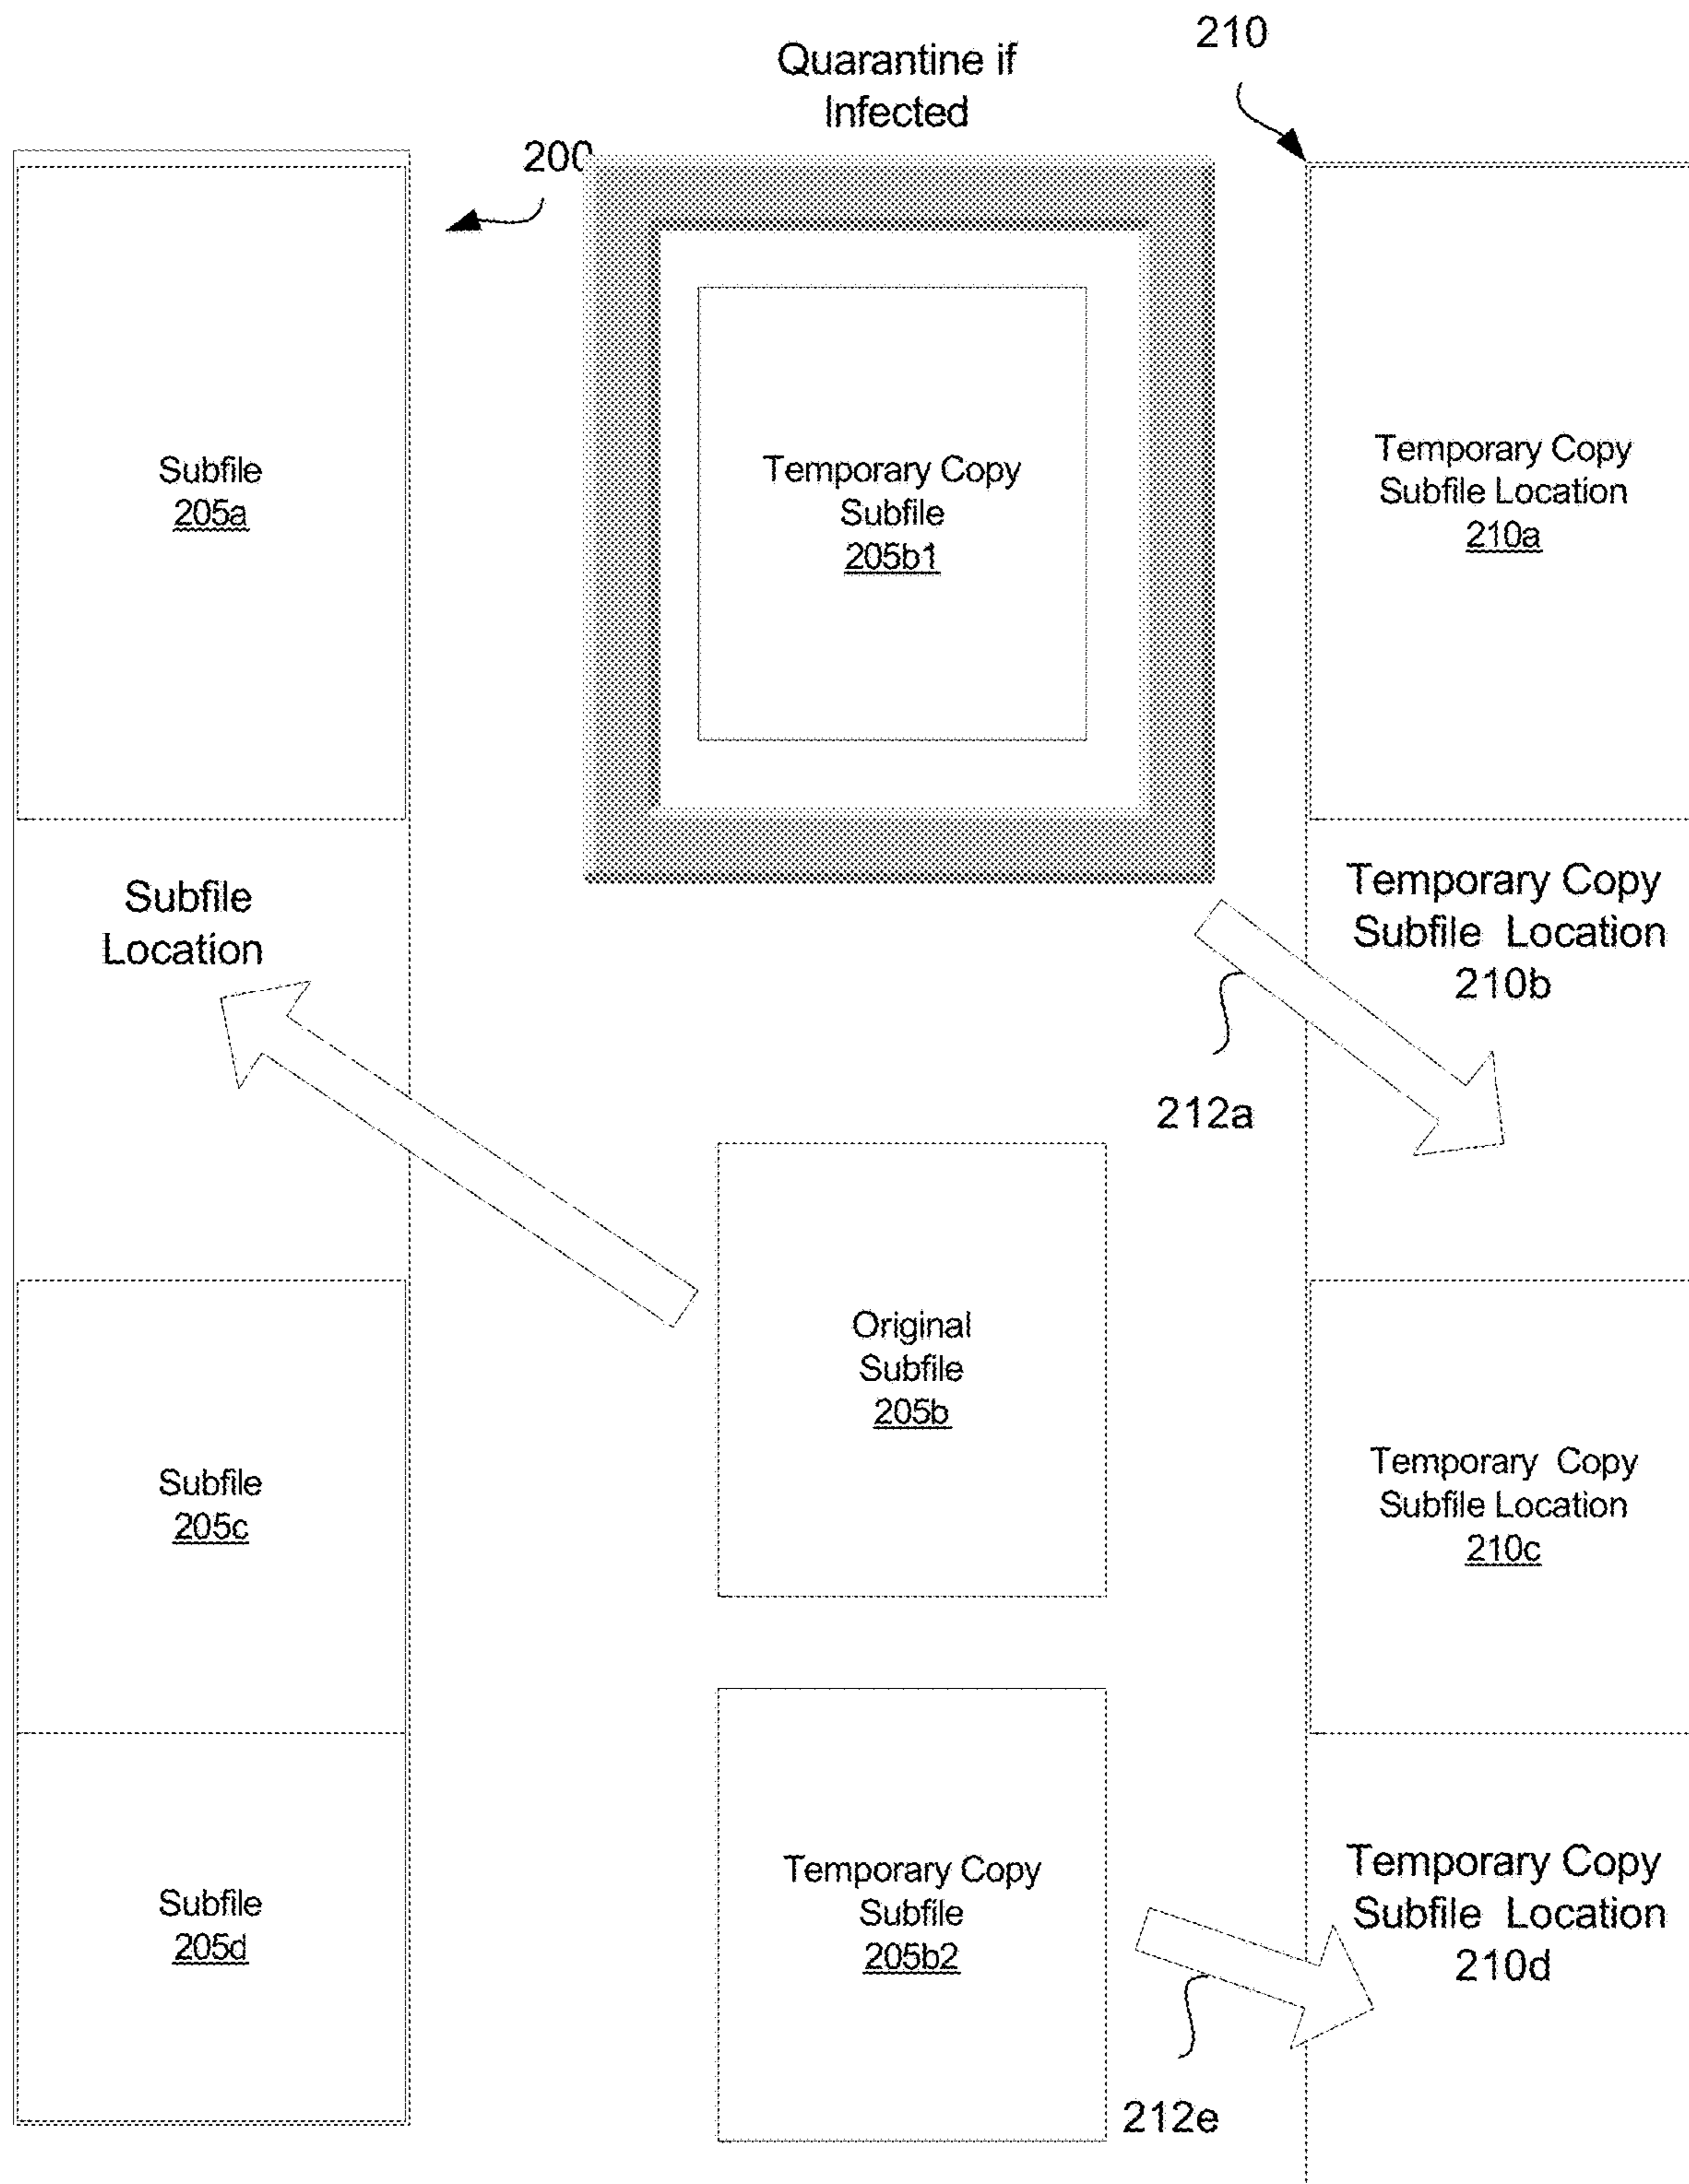 210
Quarantine if
Infected
200
Subfile
205a
Temporary Copy
Subfile
205b1
Temporary Copy
Subfile Location
210a
Subfile
Location
Temporary Copy
Subfile Location
210b
212a
Original
Subfile
205b
Subfile
205c
Temporary Copy
Subfile Location
210c
Subfile
205d
Temporary Copy
Subfile
205b2
Temporary Copy
Subfile Location
210d
212e